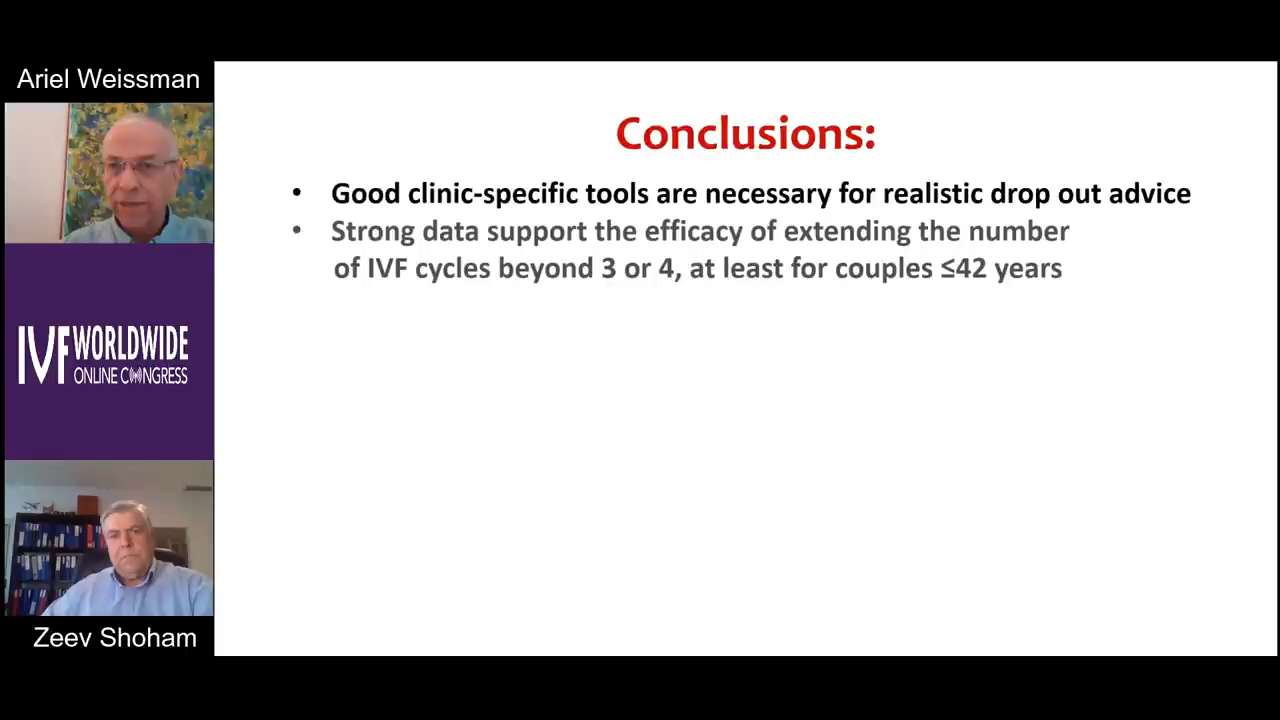 Ariel Weissman
Conclusions:
• Good clinic-specific tools are necessary for realistic drop out advice
• Strong data support the efficacy of extending the number
of IVF cycles beyond 3 or 4, at least for couples ≤42 years
IVF WORLDWIDE
ONLINE CONGRESS
Zeev Shoham